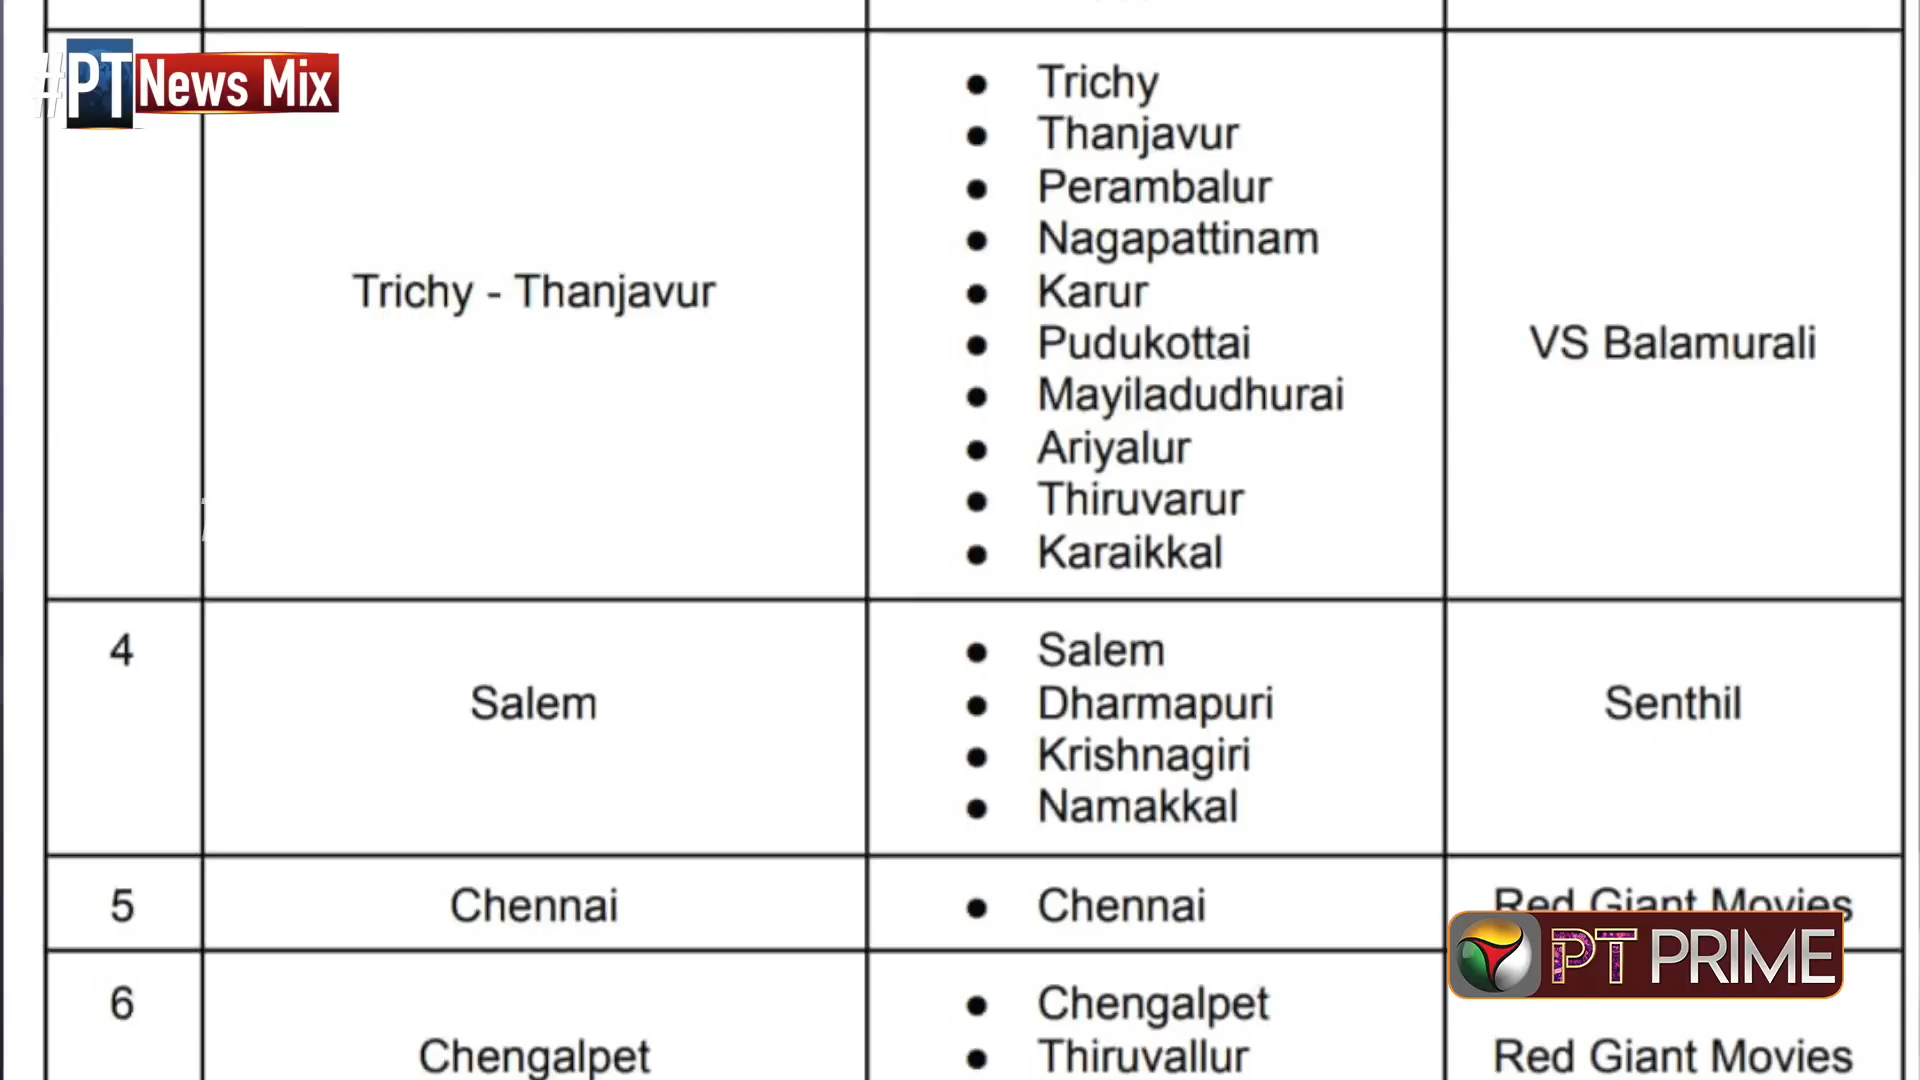 #PT News Mix
Trichy - Thanjavur
● Trichy
● Thanjavur
● Perambalur
● Nagapattinam
● Karur
● Pudukottai
● Mayiladudhurai
● Ariyalur
● Thiruvarur
● Karaikkal
VS Balamurali
4
Salem
● Salem
● Dharmapuri
● Krishnagiri
● Namakkal
Senthil
5
Chennai
● Chennai
Red Giant Movies
PT PRIME
6
Chengalpet
● Chengalpet
● Thiruvallur
Red Giant Movies